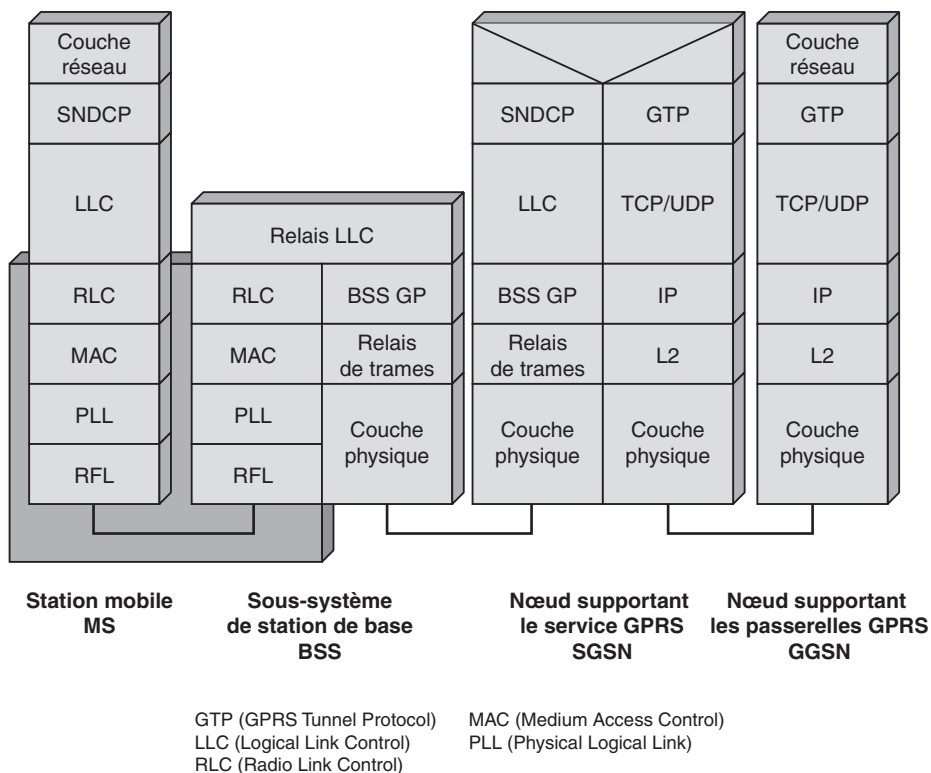 Couche
réseau
SNDCP
LLC
RLC
MAC
PLL
RFL
Relais LLC
RLC
MAC
PLL
RFL
BSS GP
Relais
de trames
Couche
physique
SNDCP
LLC
BSS GP
Relais
de trames
Couche
physique
GTP
TCP/UDP
IP
L2
Couche
physique
Couche
réseau
GTP
TCP/UDP
IP
L2
Couche
physique
Station mobile
MS
Sous-système
de station de base
BSS
Nœud supportant
le service GPRS
SGSN
Nœud supportant
les passerelles GPRS
GGSN
GTP (GPRS Tunnel Protocol)
LLC (Logical Link Control)
RLC (Radio Link Control)
MAC (Medium Access Control)
PLL (Physical Logical Link)